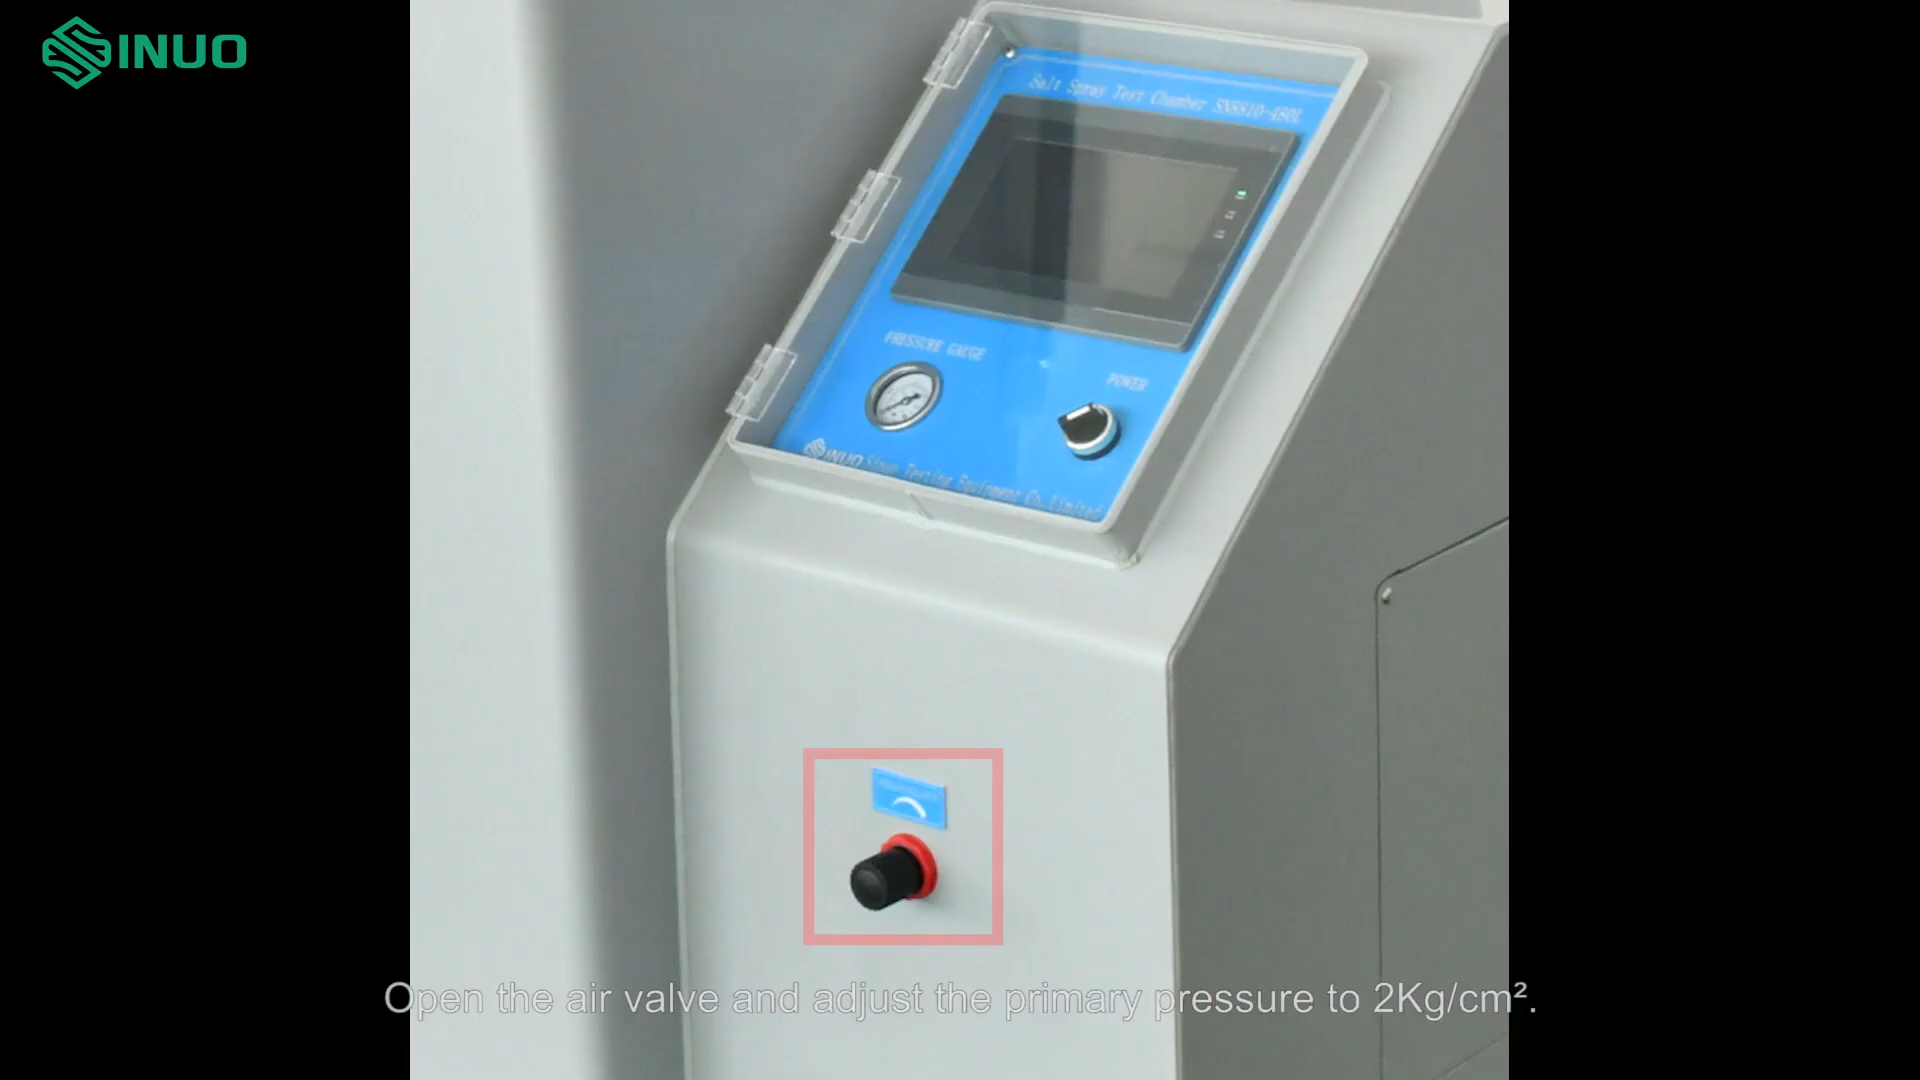 SINUO
Salt Spray Test Chamber SN8810-480L
PRESSURE GAUGE
POWER
SINUO Sinuo Testing Equipment Co.,Limited
Open the air valve and adjust the primary pressure to 2Kg/cm².